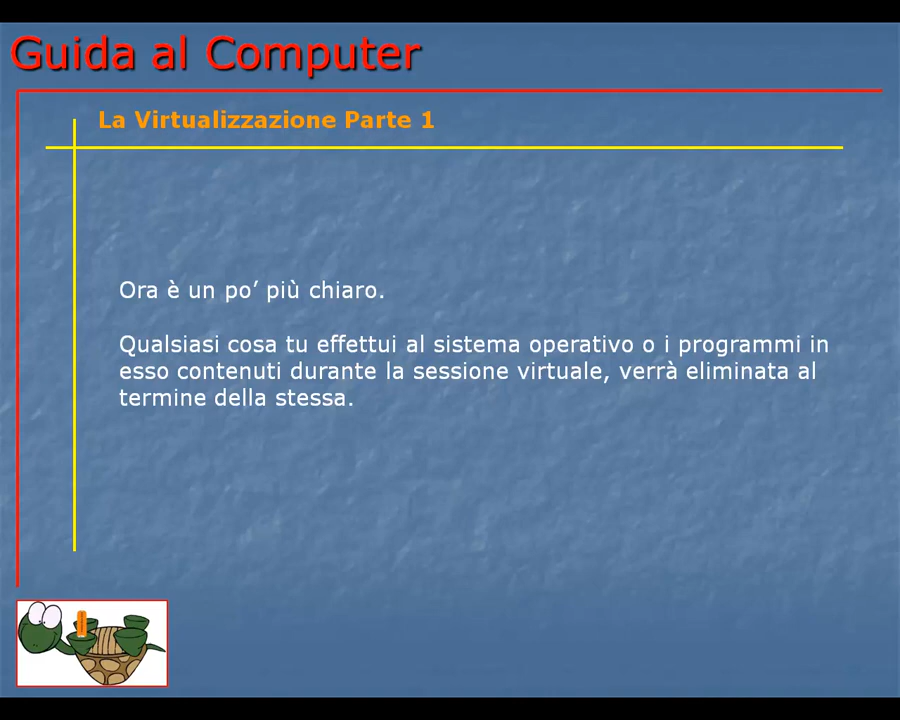 Guida al Computer
La Virtualizzazione Parte 1
Ora è un po’ più chiaro.
Qualsiasi cosa tu effettui al sistema operativo o i programmi in
esso contenuti durante la sessione virtuale, verrà eliminata al
termine della stessa.